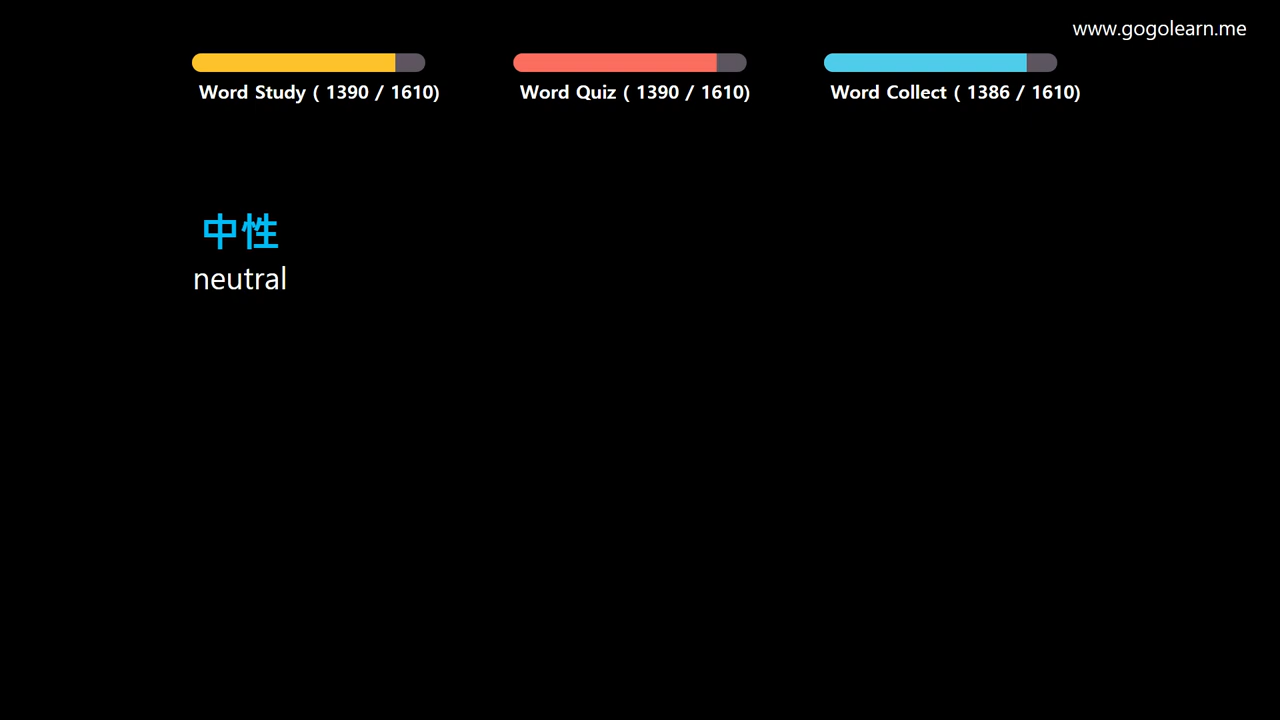 www.gogolearn.me
Word Study ( 1390 / 1610)
Word Quiz ( 1390 / 1610)
Word Collect ( 1386 / 1610)
中性
neutral